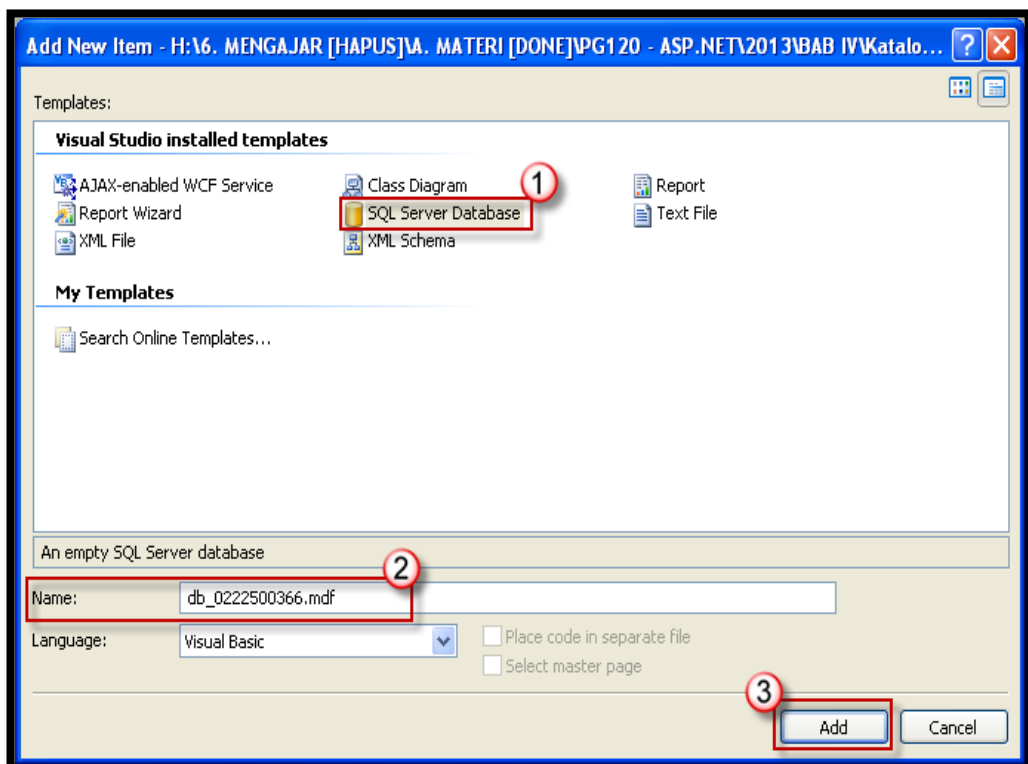 Add New Item - H:\6. MENGAJAR [HAPUS]\A. MATERI [DONE]\PG120 - ASP.NET\2013\BAB IV\Katalo...
Templates:
Visual Studio installed templates
AJAX-enabled WCF Service
Class Diagram
1
Report
Report Wizard
SQL Server Database
Text File
XML File
XML Schema
My Templates
Search Online Templates...
An empty SQL Server database
2
Name: db_0222500366.mdf
Language: Visual Basic
Place code in separate file
Select master page
3
Add
Cancel